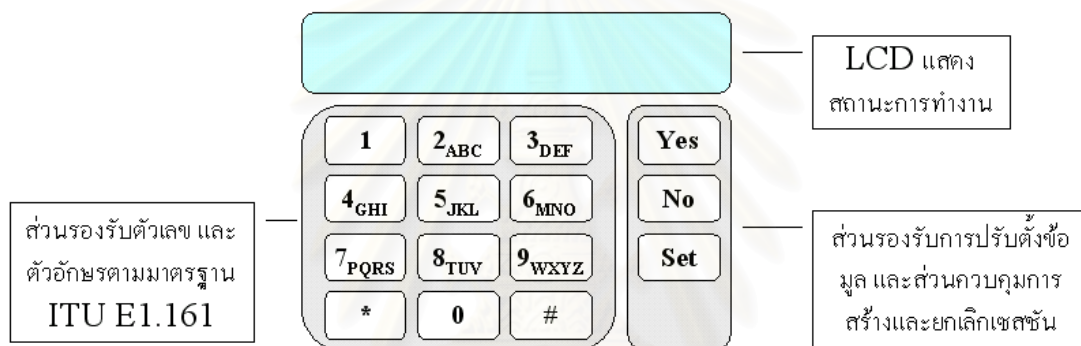 LCD แสดง
สถานะการทำงาน
1 2ABC 3DEF Yes
4GHI 5JKL 6MNO No
7PQRS 8TUV 9WXYZ Set
* 0 #
ส่วนรองรับตัวเลข และ
ตัวอักษรตามมาตรฐาน
ITU E1.161
ส่วนรองรับการปรับตั้งข้อ
มูล และส่วนควบคุมการ
สร้างและยกเลิกเซสชัน